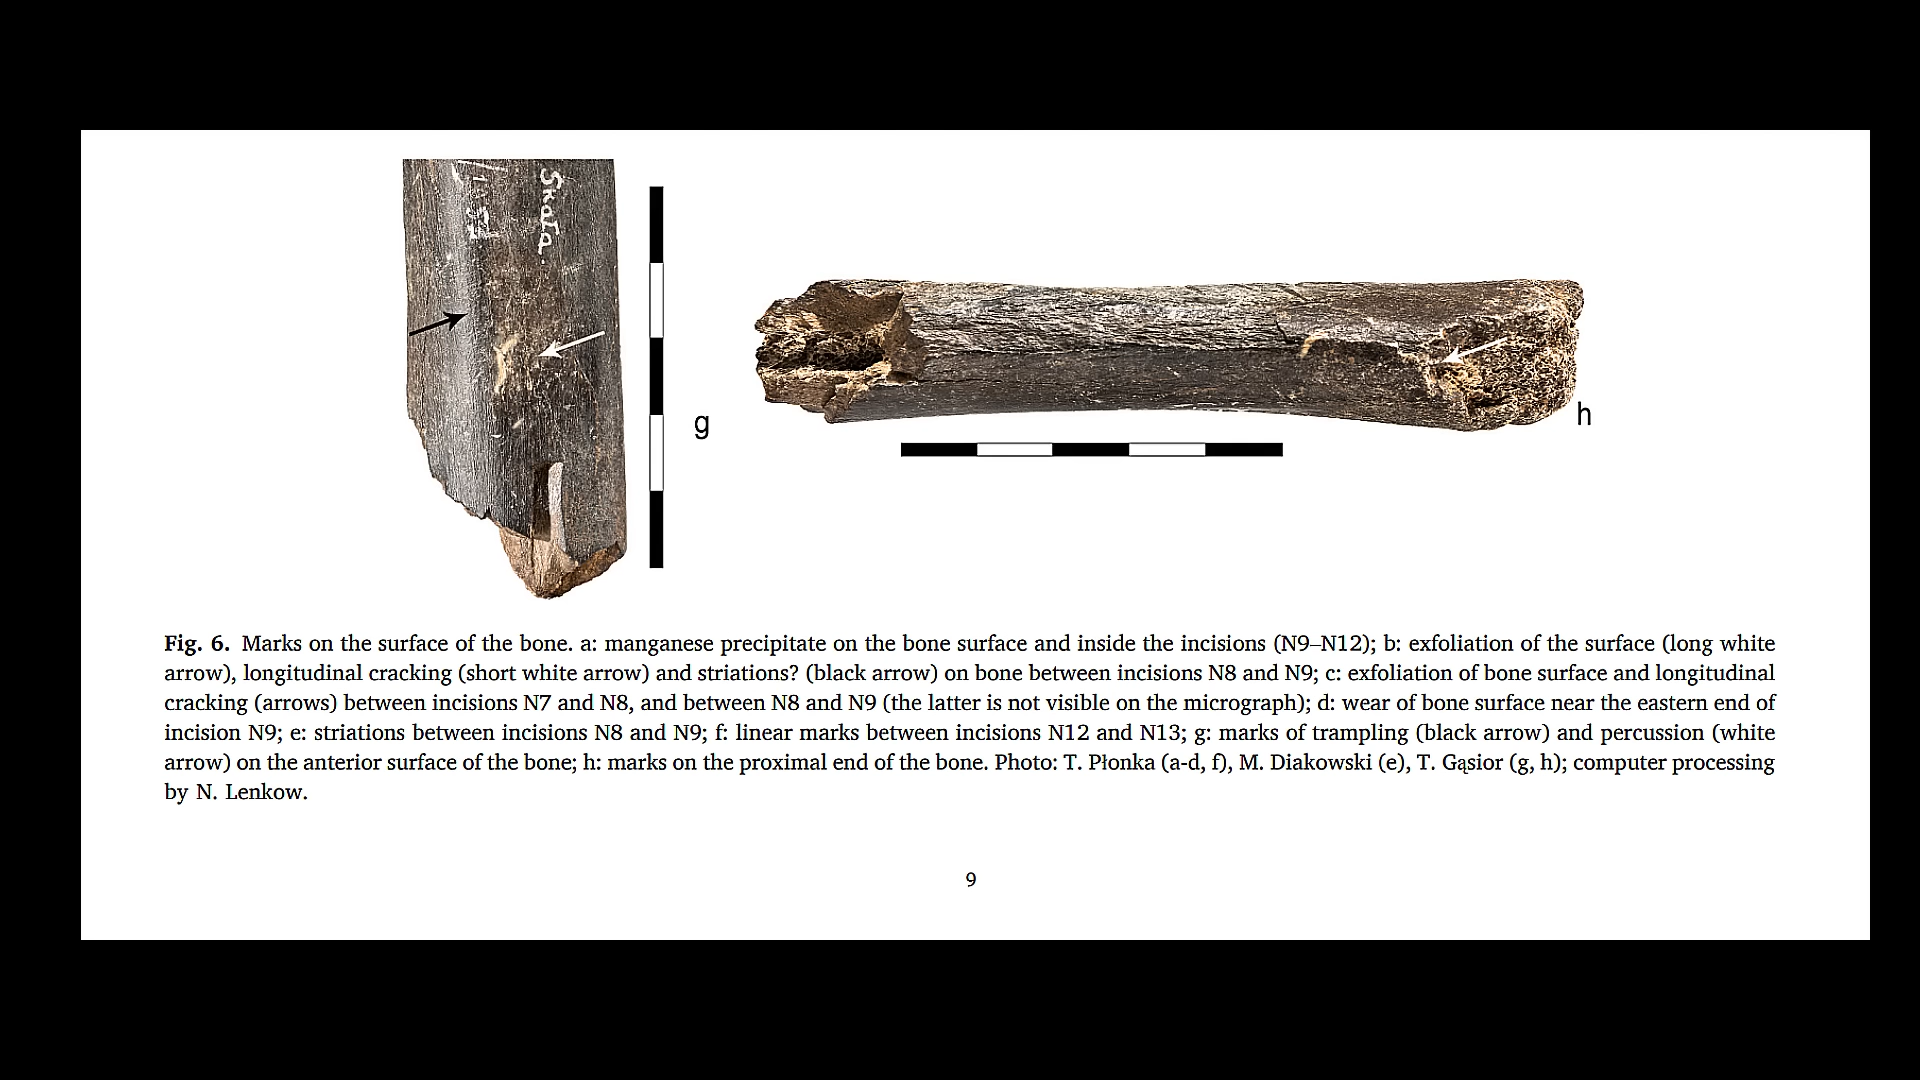 Skała.
g
h
Fig. 6. Marks on the surface of the bone. a: manganese precipitate on the bone surface and inside the incisions (N9–N12); b: exfoliation of the surface (long white
arrow), longitudinal cracking (short white arrow) and striations? (black arrow) on bone between incisions N8 and N9; c: exfoliation of bone surface and longitudinal
cracking (arrows) between incisions N7 and N8, and between N8 and N9 (the latter is not visible on the micrograph); d: wear of bone surface near the eastern end of
incision N9; e: striations between incisions N8 and N9; f: linear marks between incisions N12 and N13; g: marks of trampling (black arrow) and percussion (white
arrow) on the anterior surface of the bone; h: marks on the proximal end of the bone. Photo: T. Płonka (a-d, f), M. Diakowski (e), T. Gąsior (g, h); computer processing
by N. Lenkow.
9